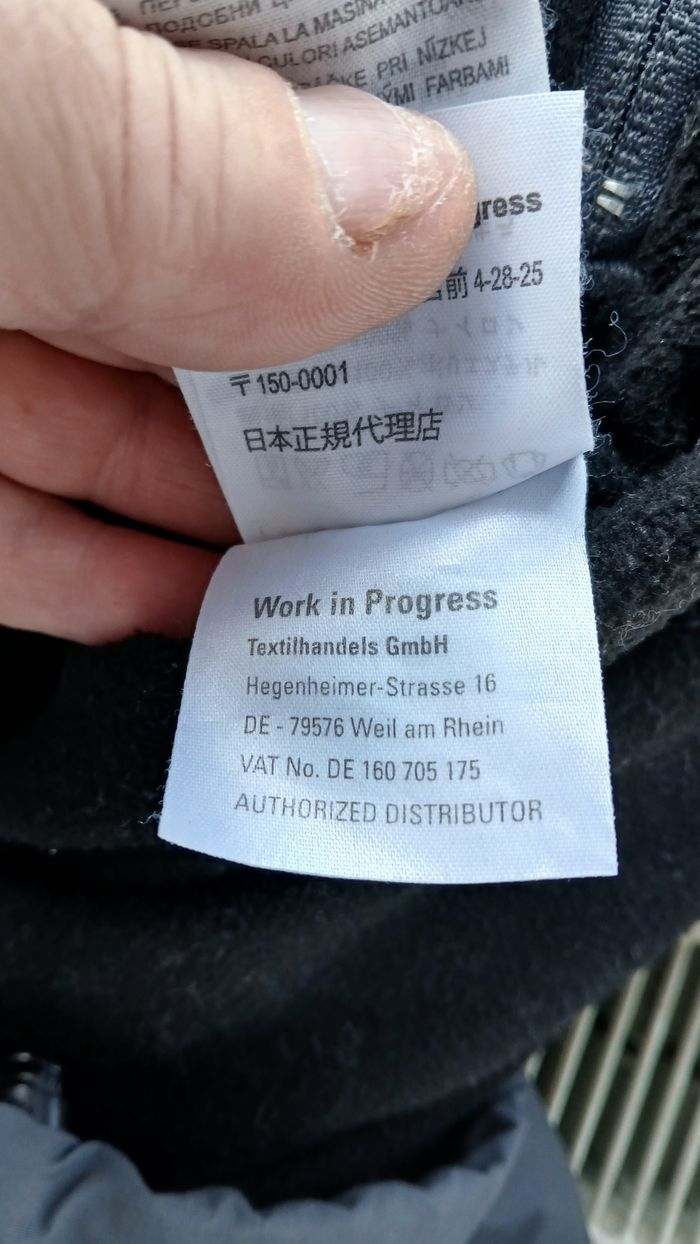 SPALA LA MASINA
CULORI ASEMANTOARE
PRI NÍZKEJ
FARBAMI
前 4-28-25
〒150-0001
日本正規代理店
Work in Progress
Textilhandels GmbH
Hegenheimer-Strasse 16
DE - 79576 Weil am Rhein
VAT No. DE 160 705 175
AUTHORIZED DISTRIBUTOR